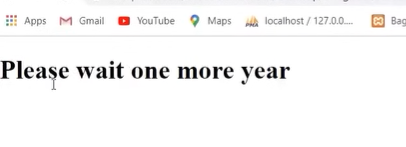 Apps Gmail YouTube Maps localhost / 127.0.0.... Bag
Please wait one more year